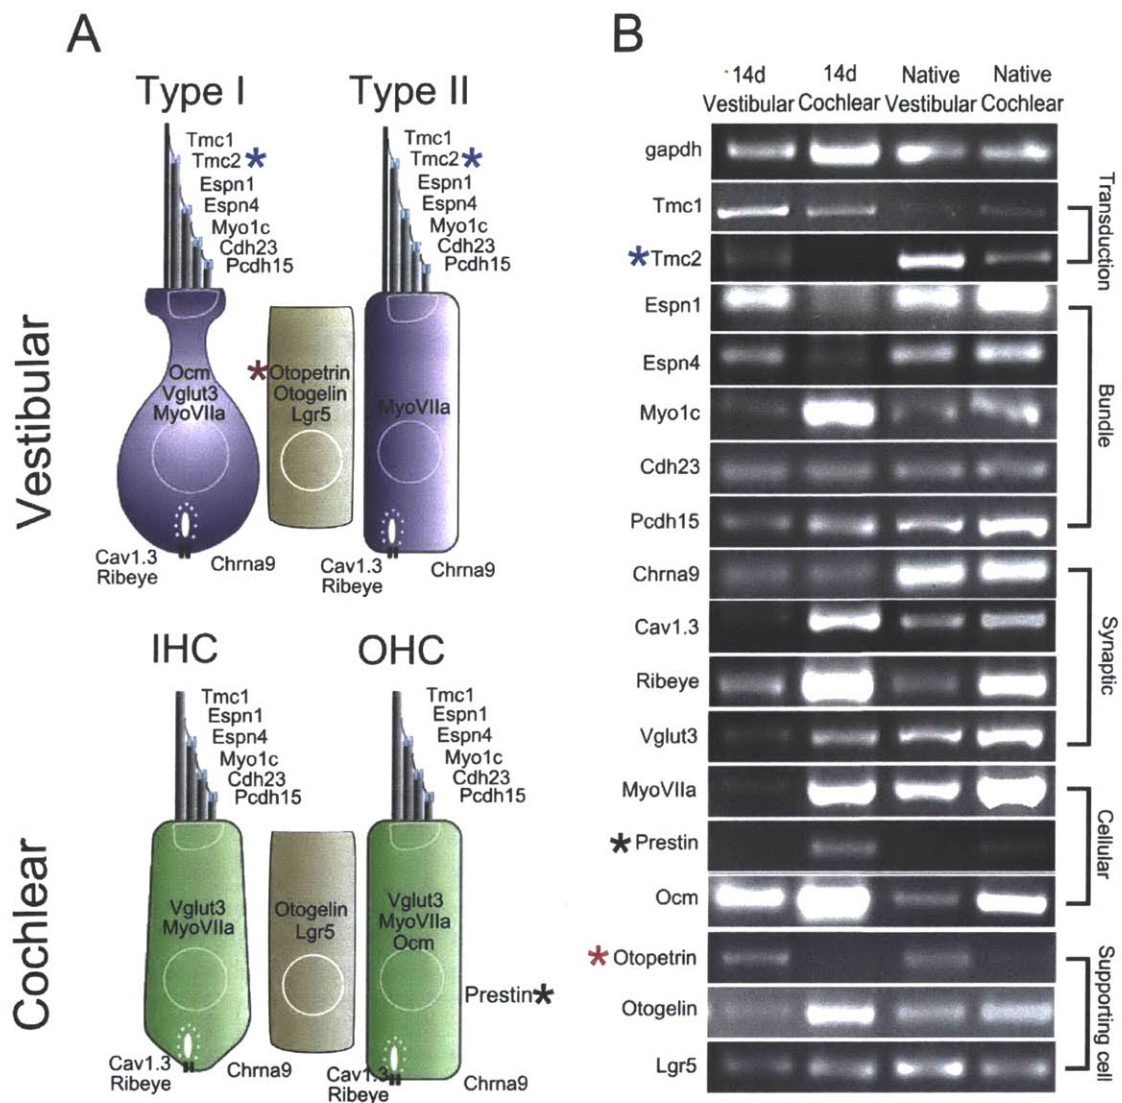 A
Type I
Type II
Tmc1
Tmc2*
Espn1
Espn4
Myo1c
Cdh23
Pcdh15
Tmc1
Tmc2*
Espn1
Espn4
Myo1c
Cdh23
Pcdh15
Vestibular
Ocm
Vglut3
MyoVIIa
*Otopetrin
Otogelin
Lgr5
MyoVIIa
Cav1.3
Ribeye
Chrna9
Cav1.3
Ribeye
Chrna9
IHC
OHC
Tmc1
Espn1
Espn4
Myo1c
Cdh23
Pcdh15
Tmc1
Espn1
Espn4
Myo1c
Cdh23
Pcdh15
Cochlear
Vglut3
MyoVIIa
Otogelin
Lgr5
Vglut3
MyoVIIa
Ocm
Prestin*
Cav1.3
Ribeye
Chrna9
Cav1.3
Ribeye
Chrna9
B
14d Vestibular
14d Cochlear
Native Vestibular
Native Cochlear
gapdh
Tmc1
*Tmc2
Espn1
Espn4
Myo1c
Cdh23
Pcdh15
Chrna9
Cav1.3
Ribeye
Vglut3
MyoVIIa
*Prestin
Ocm
*Otopetrin
Otogelin
Lgr5
Transduction
Bundle
Synaptic
Cellular
Supporting cell